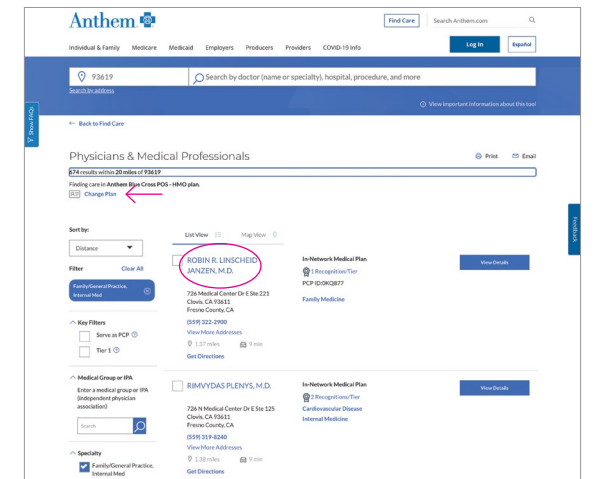 Anthem
Find Care
Search Anthem.com
Individual & Family Medicare Medicaid Employers Producers Providers COVID-19 Info
Log In
Español
93619
Search by doctor (name or specialty), hospital, procedure, and more
Search by address
View important information about this tool
Show FAQs
← Back to Find Care
Physicians & Medical Professionals
Print
Email
674 results within 20 miles of 93619
Finding care in Anthem Blue Cross POS - HMO plan.
Change Plan
Feedback
Sort by:
Distance
Filter Clear All
Family/General Practice,
Internal Med
Key Filters
Serve as PCP
Tier 1
Medical Group or IPA
Enter a medical group or IPA
(independent physician
association)
Search
Specialty
Family/General Practice,
Internal Med
List View Map View
ROBIN R. LINSCHEID
JANZEN, M.D.
726 Medical Center Dr E Ste 221
Clovis, CA 93611
Fresno County, CA
(559) 322-2900
View More Addresses
1.37 miles 9 min
Get Directions
In-Network Medical Plan
1 Recognition/Tier
PCP ID:0KQ877
Family Medicine
View Details
RIMVYDAS PLENYS, M.D.
726 N Medical Center Dr E Ste 125
Clovis, CA 93611
Fresno County, CA
(559) 319-8240
View More Addresses
1.38 miles 9 min
Get Directions
In-Network Medical Plan
2 Recognitions/Tier
Cardiovascular Disease
Internal Medicine
View Details